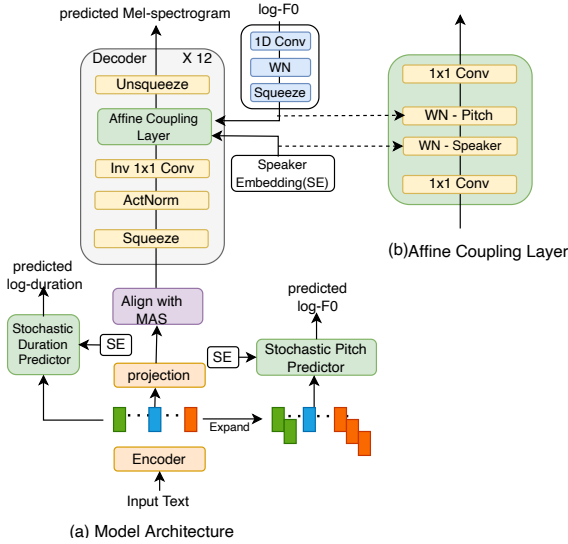 predicted Mel-spectrogram
log-F0
Decoder
X 12
1D Conv
WN
Squeeze
Unsqueeze
Affine Coupling
Layer
Inv 1x1 Conv
ActNorm
Squeeze
Speaker
Embedding(SE)
1x1 Conv
WN - Pitch
WN - Speaker
1x1 Conv
(b)Affine Coupling Layer
predicted
log-duration
Stochastic
Duration
Predictor
SE
Align with
MAS
projection
predicted
log-F0
SE
Stochastic Pitch
Predictor
Expand
Encoder
Input Text
(a) Model Architecture